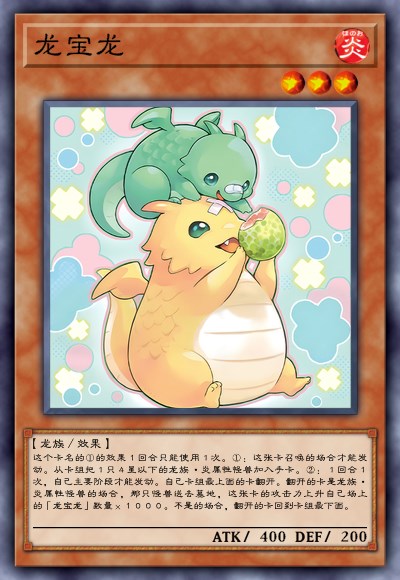 龙宝龙
ほのお
炎
【龙族／效果】
这个卡名的①的效果1回合只能使用1次。①：这张卡召唤的场合才能发
动。从卡组把1只4星以下的龙族・炎属性怪兽加入手卡。②：1回合1
次，自己主要阶段才能发动。自己卡组最上面的卡翻开。翻开的卡是龙族・
炎属性怪兽的场合，那只怪兽送去墓地，这张卡的攻击力上升自己场上
的「龙宝龙」数量×1000。不是的场合，翻开的卡回到卡组最下面。
ATK/ 400 DEF/ 200